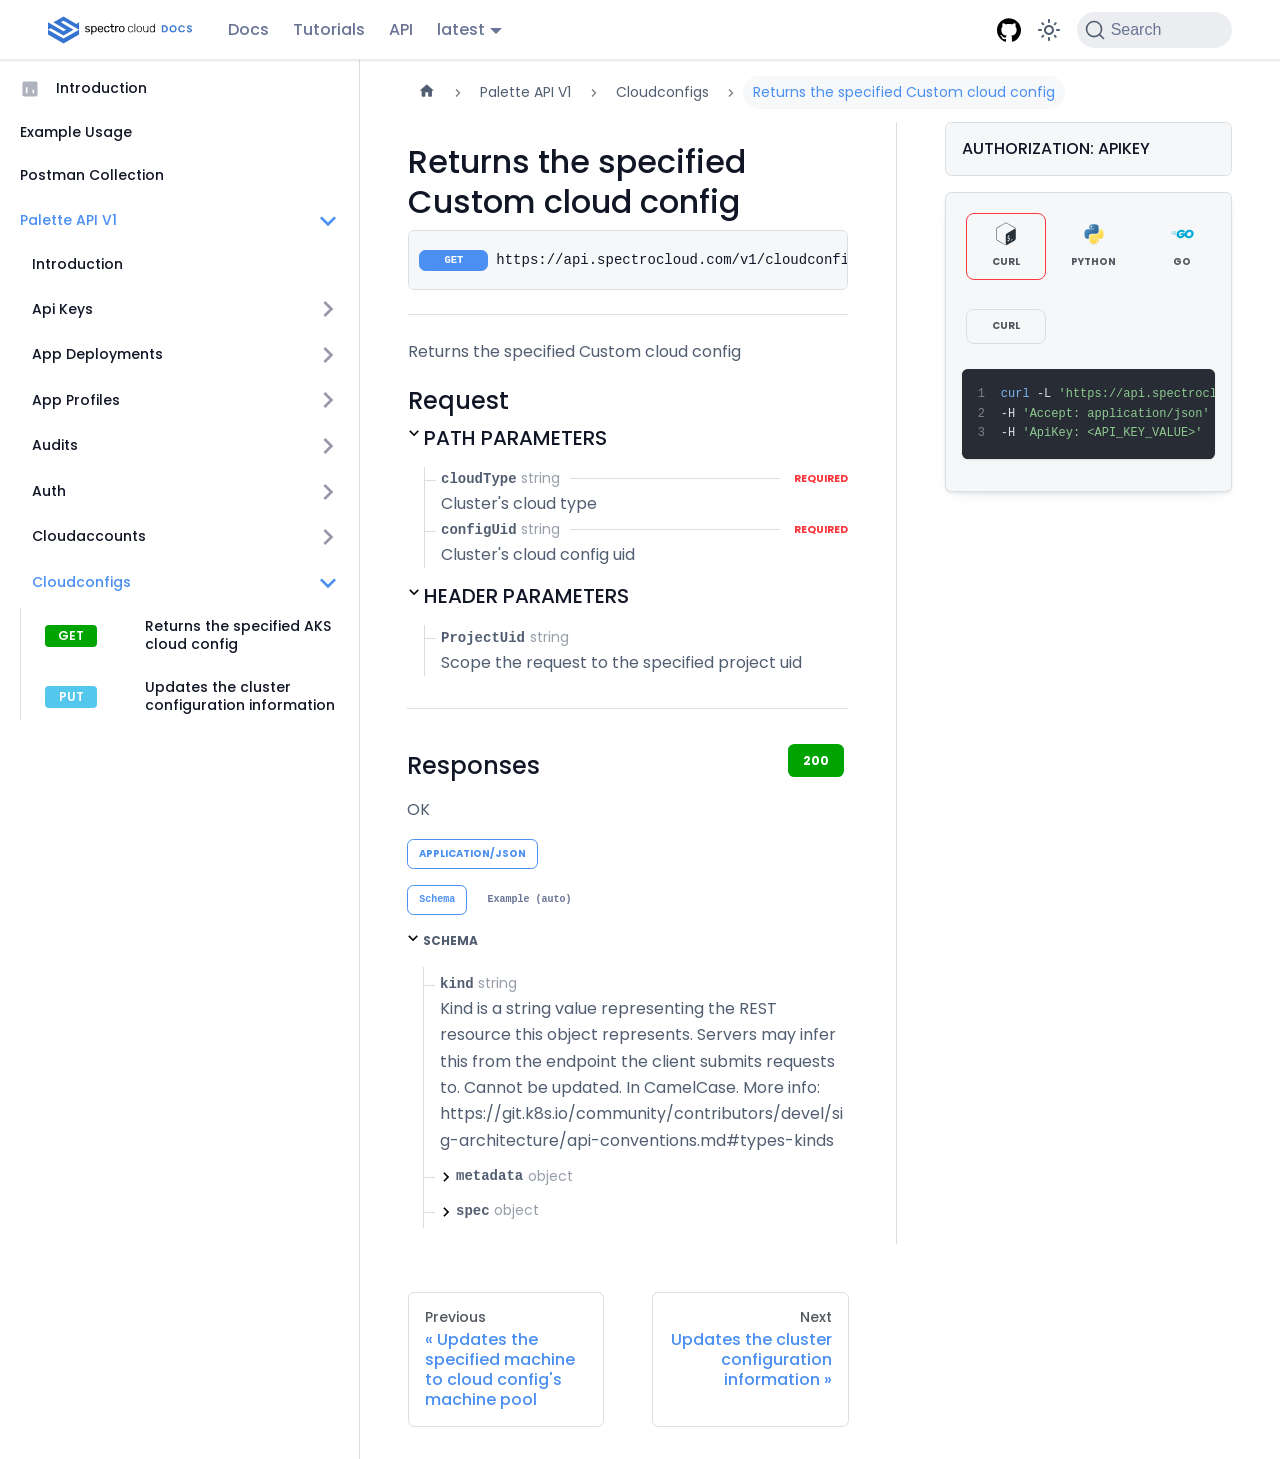 spectro cloud DOCS
Docs
Tutorials
API
latest
Search
Introduction
Example Usage
Postman Collection
Palette API V1
Introduction
Api Keys
App Deployments
App Profiles
Audits
Auth
Cloudaccounts
Cloudconfigs
GET
Returns the specified AKS
cloud config
PUT
Updates the cluster
configuration information
Palette API V1
Cloudconfigs
Returns the specified Custom cloud config
Returns the specified
Custom cloud config
GET
https://api.spectrocloud.com/v1/cloudconfi
Returns the specified Custom cloud config
Request
PATH PARAMETERS
cloudType string REQUIRED
Cluster's cloud type
configUid string REQUIRED
Cluster's cloud config uid
HEADER PARAMETERS
ProjectUid string
Scope the request to the specified project uid
Responses
200
OK
APPLICATION/JSON
Schema
Example (auto)
SCHEMA
kind string
Kind is a string value representing the REST
resource this object represents. Servers may infer
this from the endpoint the client submits requests
to. Cannot be updated. In CamelCase. More info:
https://git.k8s.io/community/contributors/devel/si
g-architecture/api-conventions.md#types-kinds
metadata object
spec object
Previous
« Updates the
specified machine
to cloud config's
machine pool
Next
Updates the cluster
configuration
information »
AUTHORIZATION: APIKEY
CURL
PYTHON
GO
CURL
1 curl -L 'https://api.spectrocl
2 -H 'Accept: application/json'
3 -H 'ApiKey: <API_KEY_VALUE>'